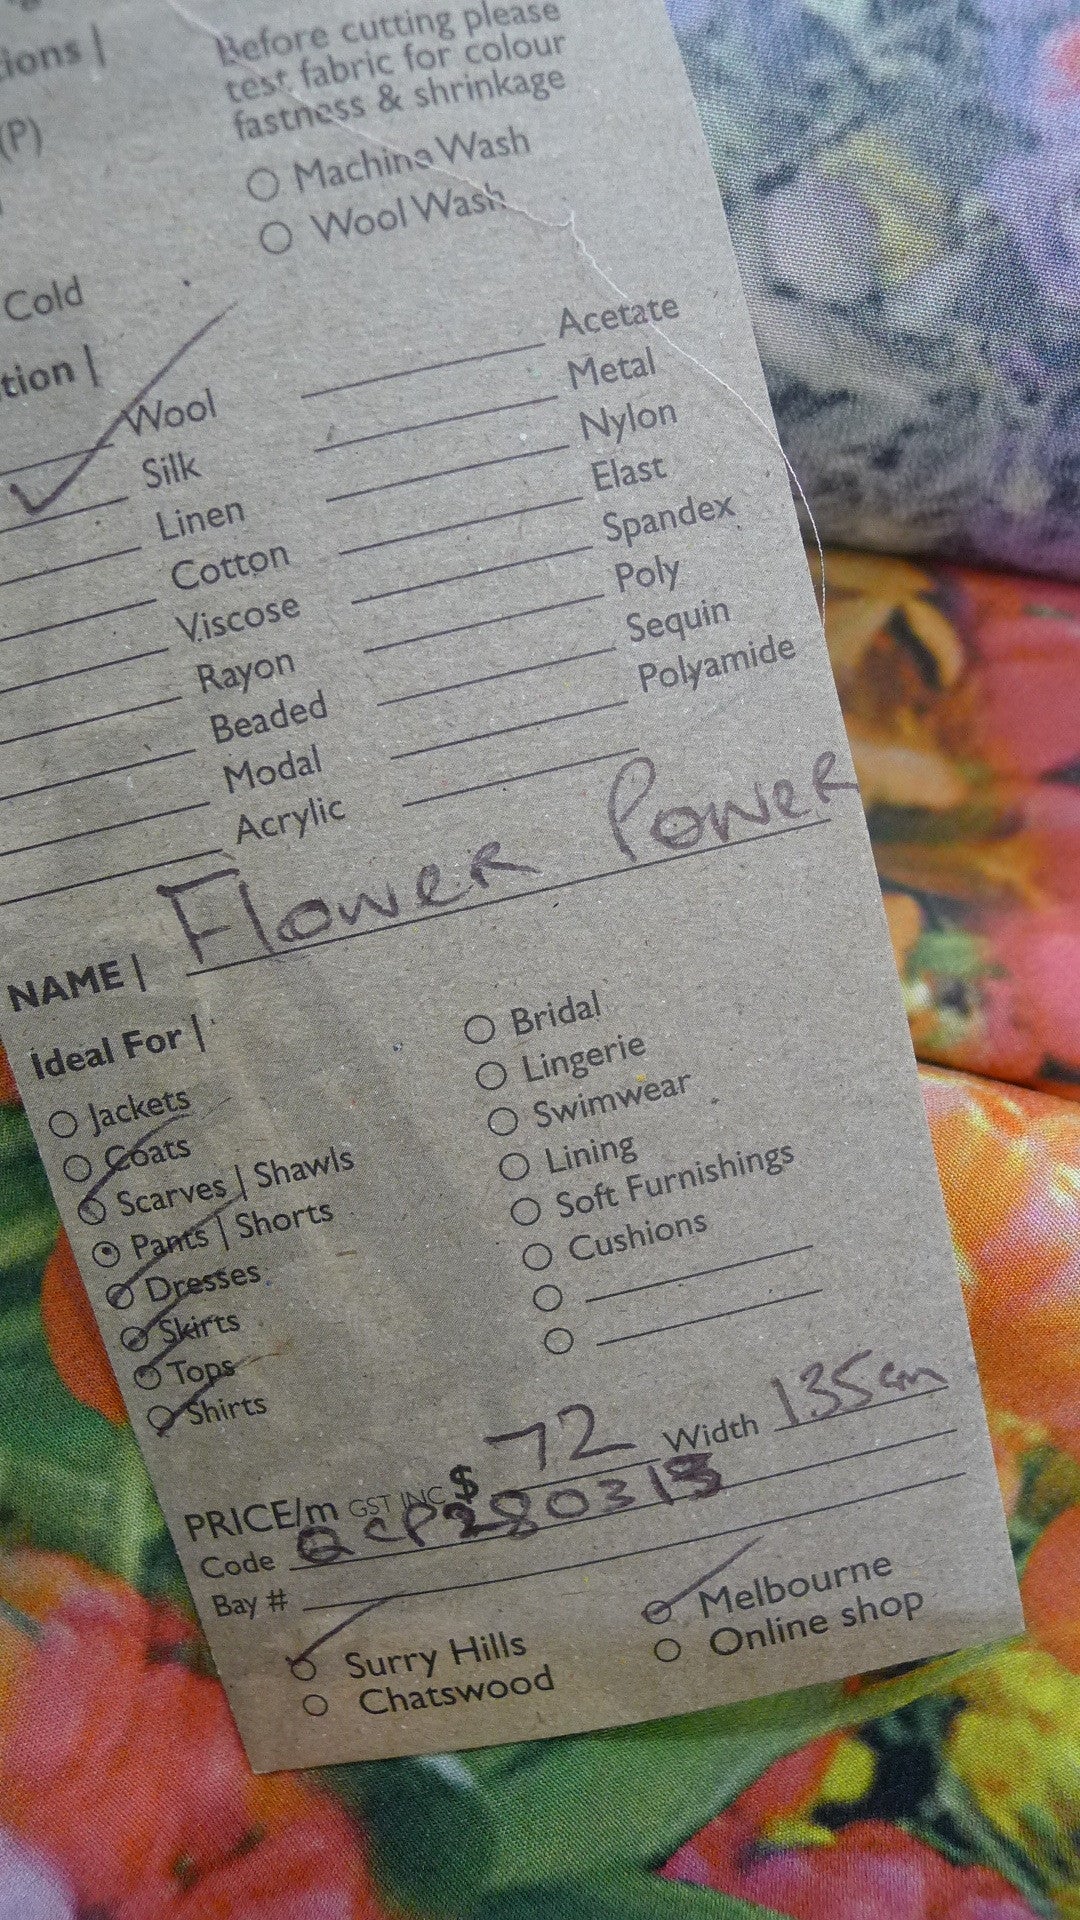 ions |
Before cutting please
test fabric for colour
fastness & shrinkage
(P)
Machine Wash
Wool Wash
Cold
tion |
Wool
Silk
Linen
Cotton
Viscose
Rayon
Beaded
Modal
Acrylic
Acetate
Metal
Nylon
Elast
Spandex
Poly
Sequin
Polyamide
NAME | Flower Power
Ideal For |
Jackets
Coats
Scarves | Shawls
Pants | Shorts
Dresses
Skirts
Tops
Shirts
Bridal
Lingerie
Swimwear
Lining
Soft Furnishings
Cushions
PRICE/m GST INC $ 72 Width 135cm
Code QCP280313
Bay #
Surry Hills
Chatswood
Melbourne
Online shop